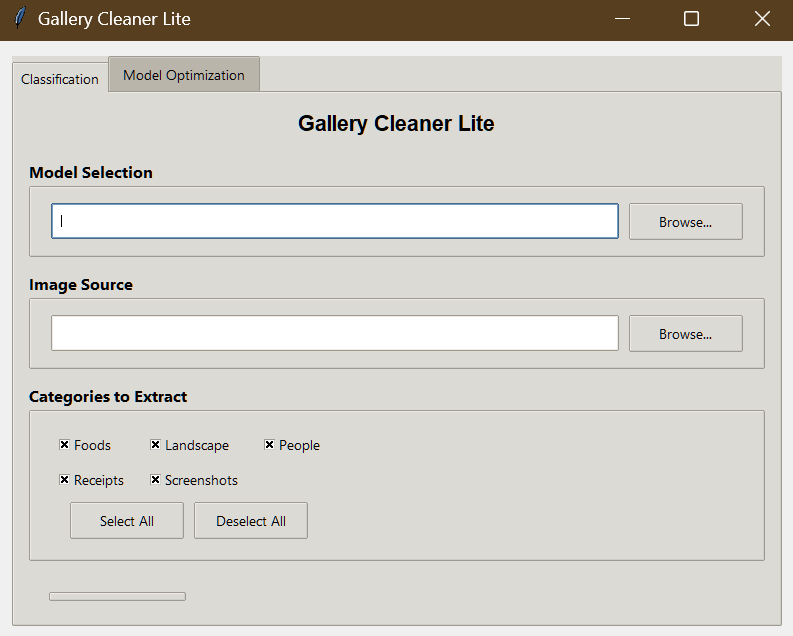 Gallery Cleaner Lite
Classification Model Optimization
Gallery Cleaner Lite
Model Selection
Browse...
Image Source
Browse...
Categories to Extract
Foods Landscape People
Receipts Screenshots
Select All Deselect All